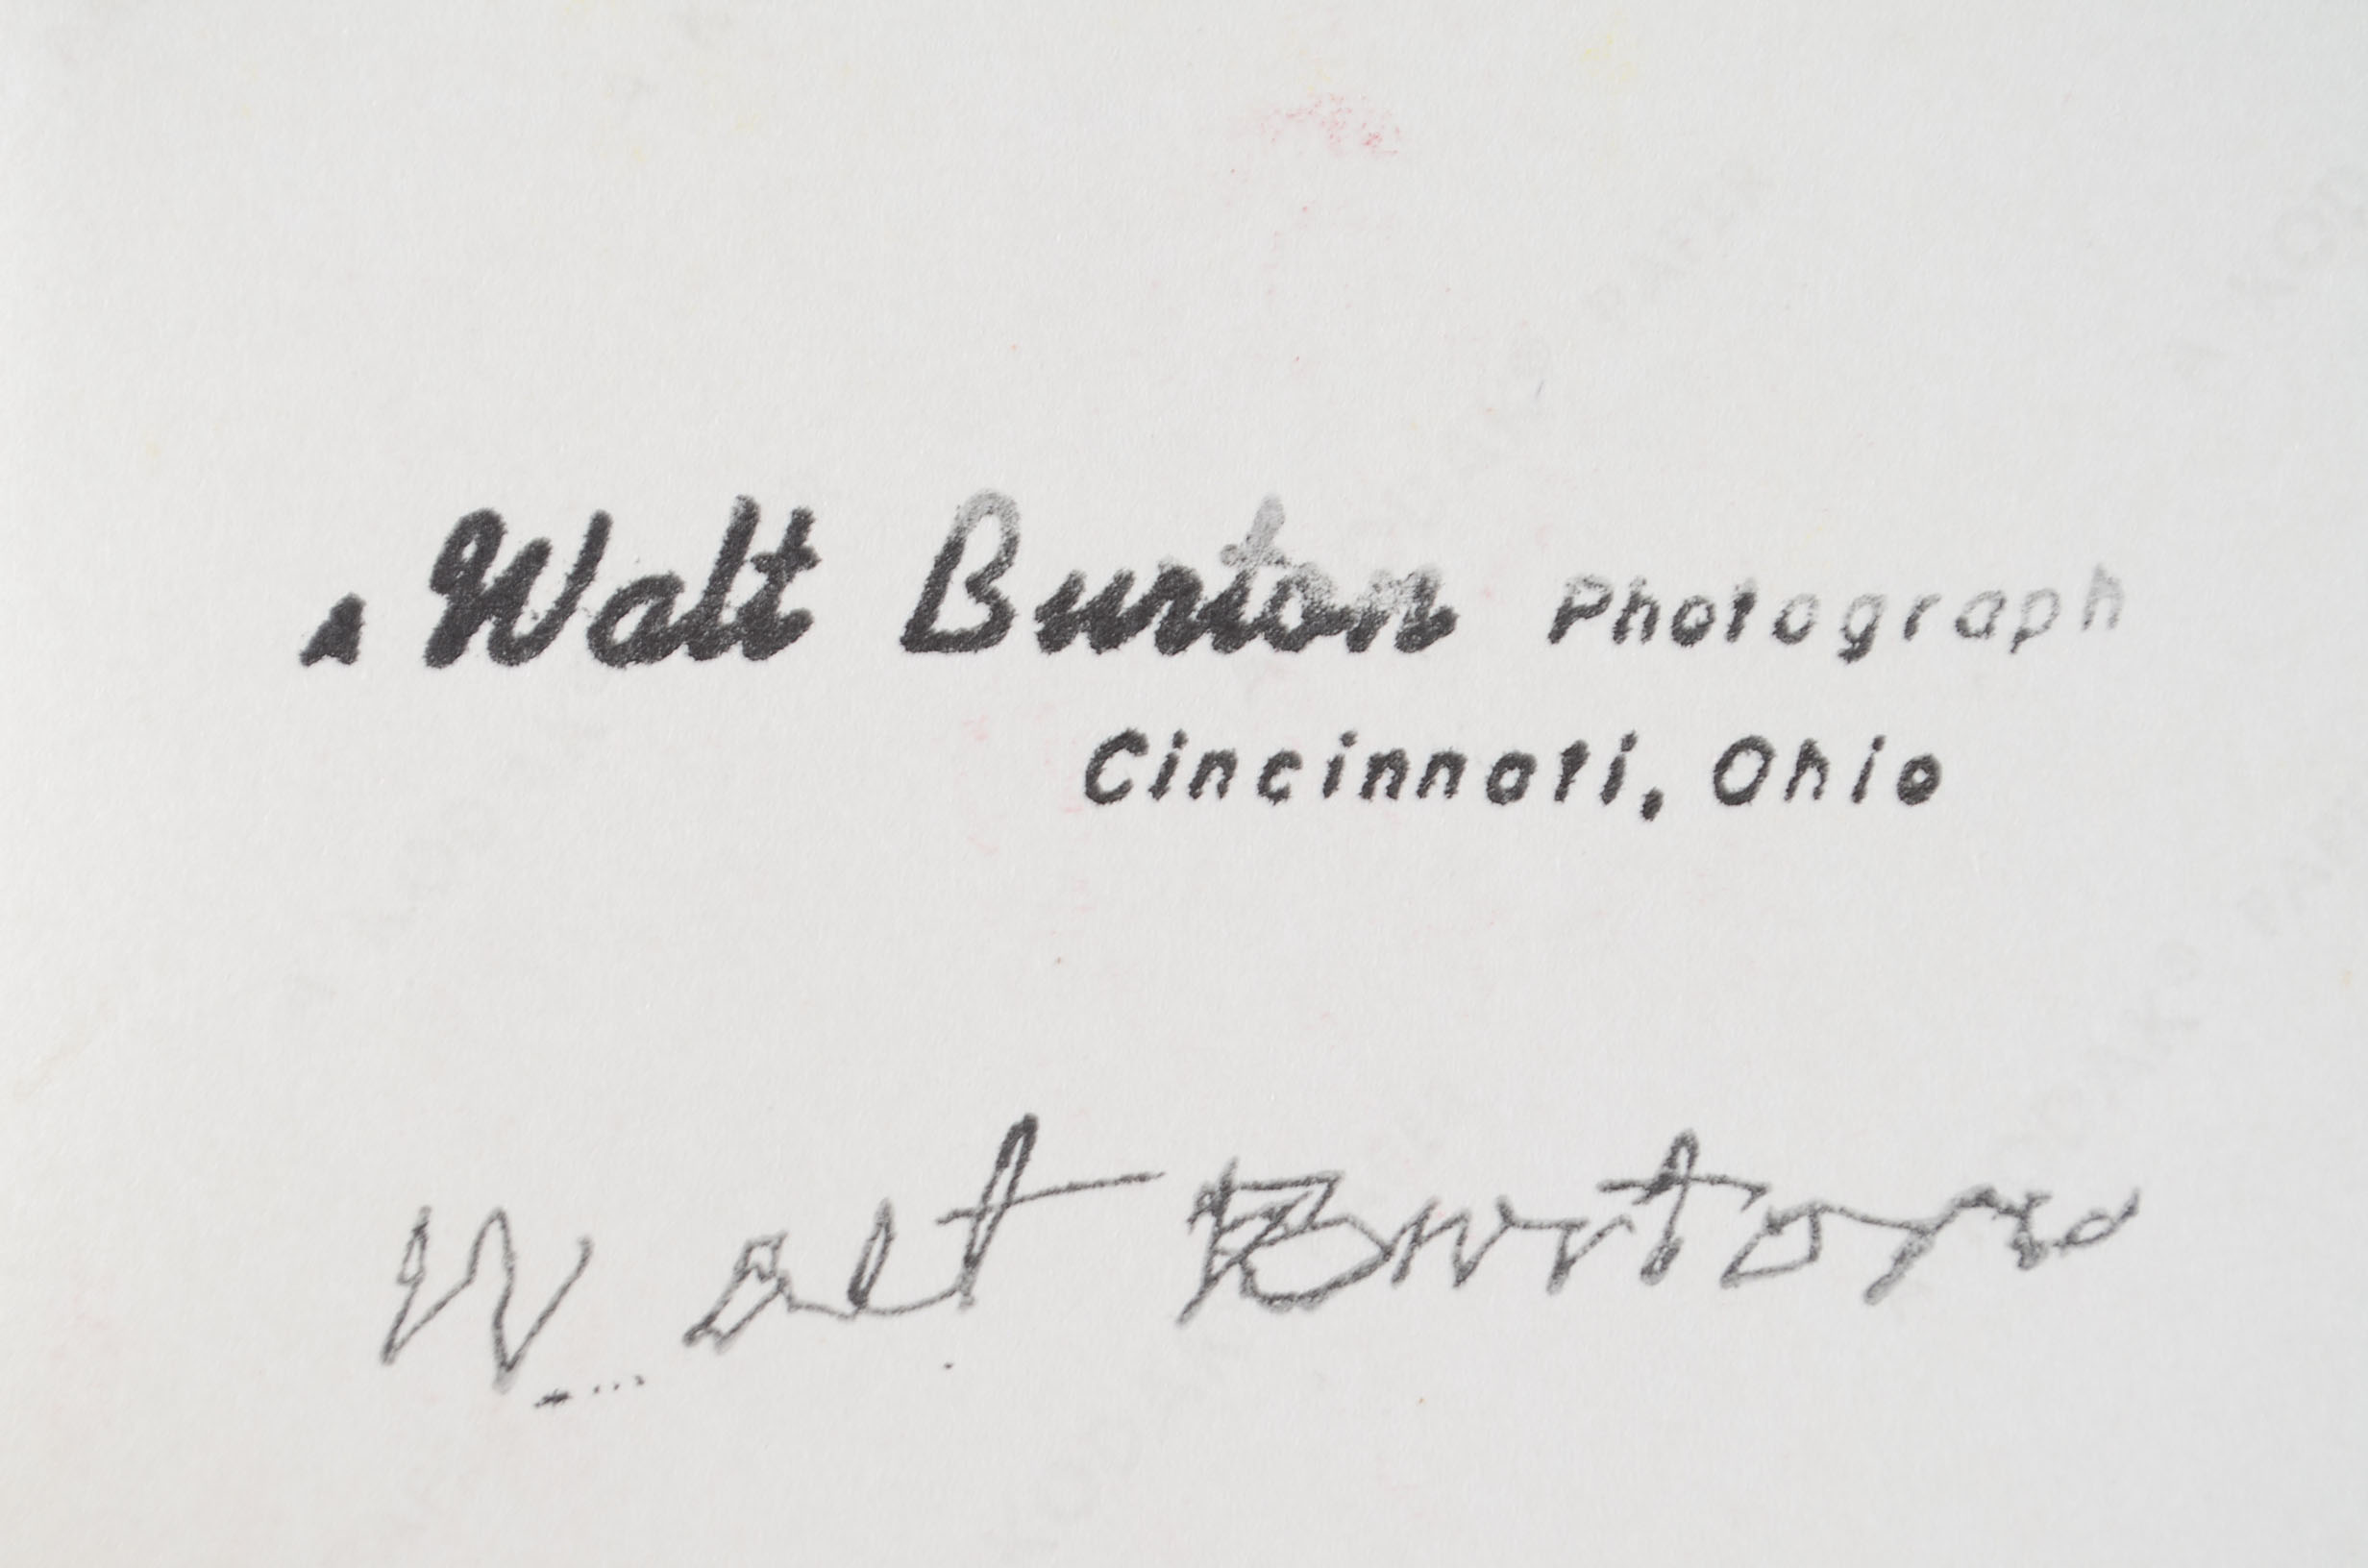 A Walt Burton Photograph
Cincinnati, Ohio
Walt Burton